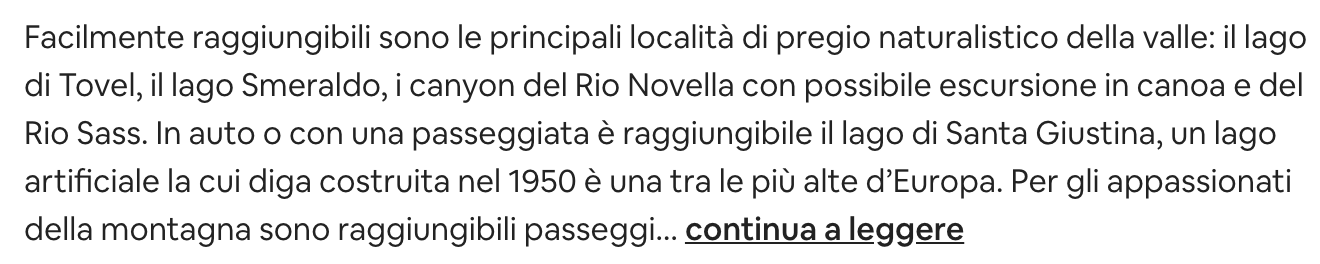 Facilmente raggiungibili sono le principali località di pregio naturalistico della valle: il lago
di Tovel, il lago Smeraldo, i canyon del Rio Novella con possibile escursione in canoa e del
Rio Sass. In auto o con una passeggiata è raggiungibile il lago di Santa Giustina, un lago
artificiale la cui diga costruita nel 1950 è una tra le più alte d’Europa. Per gli appassionati
della montagna sono raggiungibili passeggi... continua a leggere